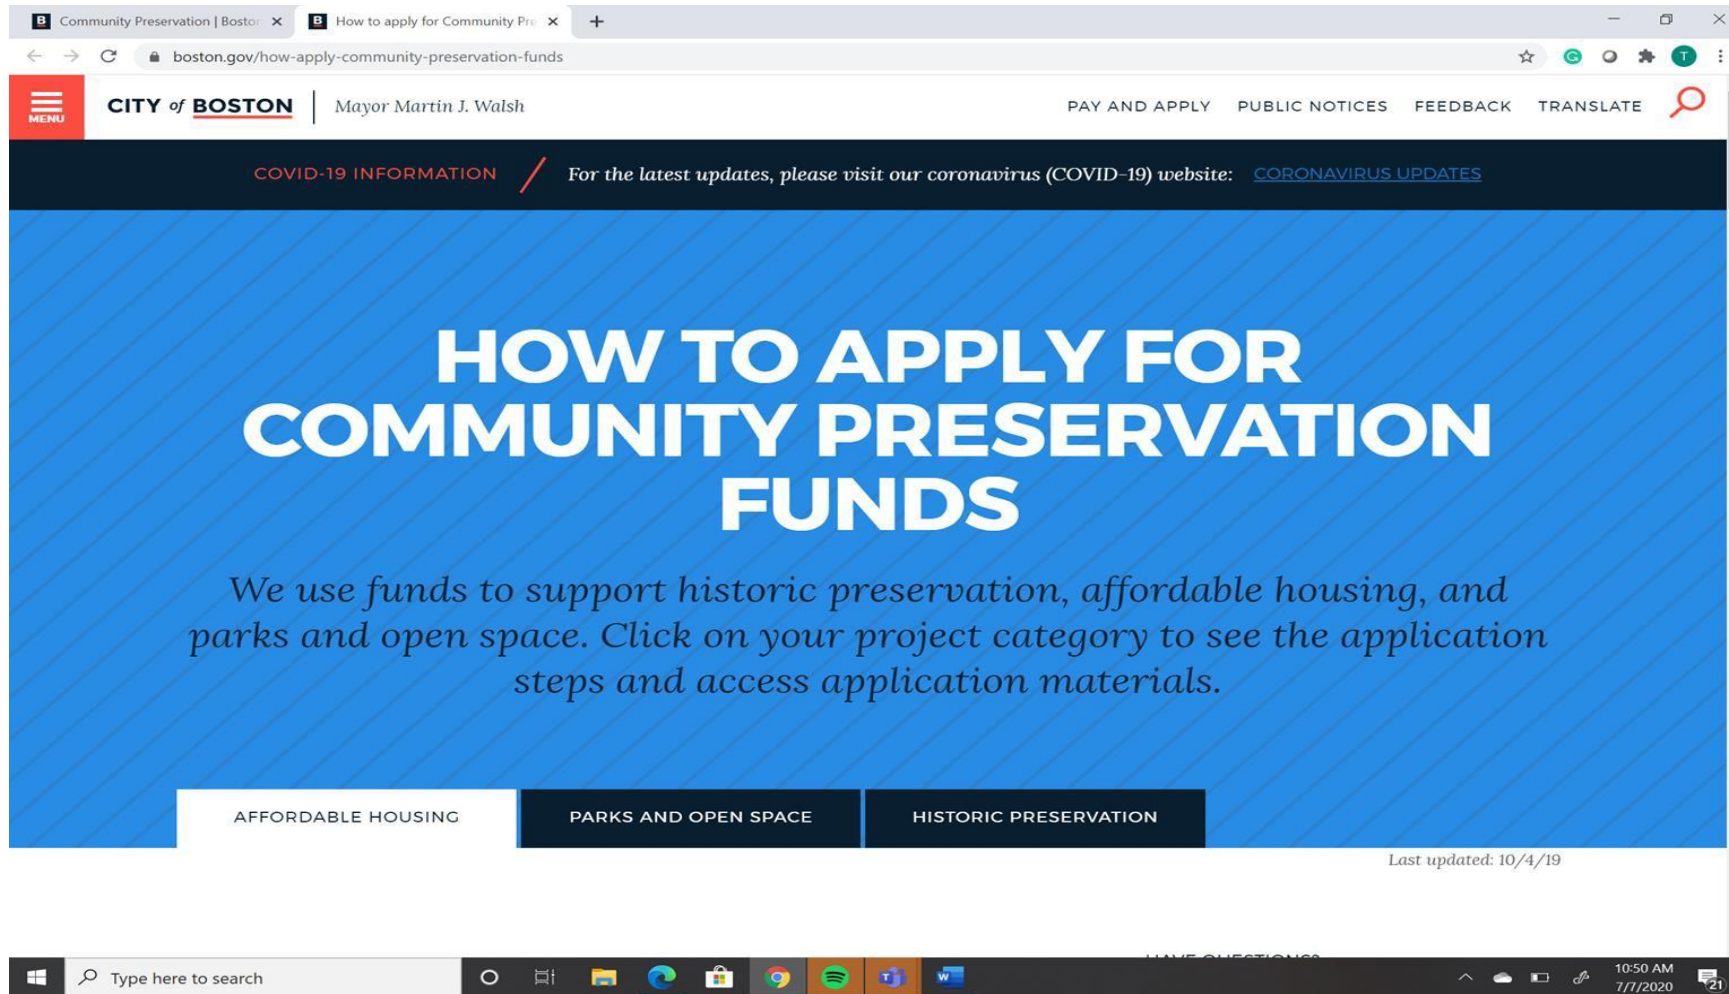 Community Preservation | Boston
How to apply for Community Pre
boston.gov/how-apply-community-preservation-funds
T
MENU
CITY of BOSTON
Mayor Martin J. Walsh
PAY AND APPLY
PUBLIC NOTICES
FEEDBACK
TRANSLATE
COVID-19 INFORMATION
For the latest updates, please visit our coronavirus (COVID-19) website:
CORONAVIRUS UPDATES
HOW TO APPLY FOR
COMMUNITY PRESERVATION
FUNDS
We use funds to support historic preservation, affordable housing, and
parks and open space. Click on your project category to see the application
steps and access application materials.
AFFORDABLE HOUSING
PARKS AND OPEN SPACE
HISTORIC PRESERVATION
Last updated: 10/4/19
HAVE QUESTIONS?
Type here to search
10:50 AM
7/7/2020
21